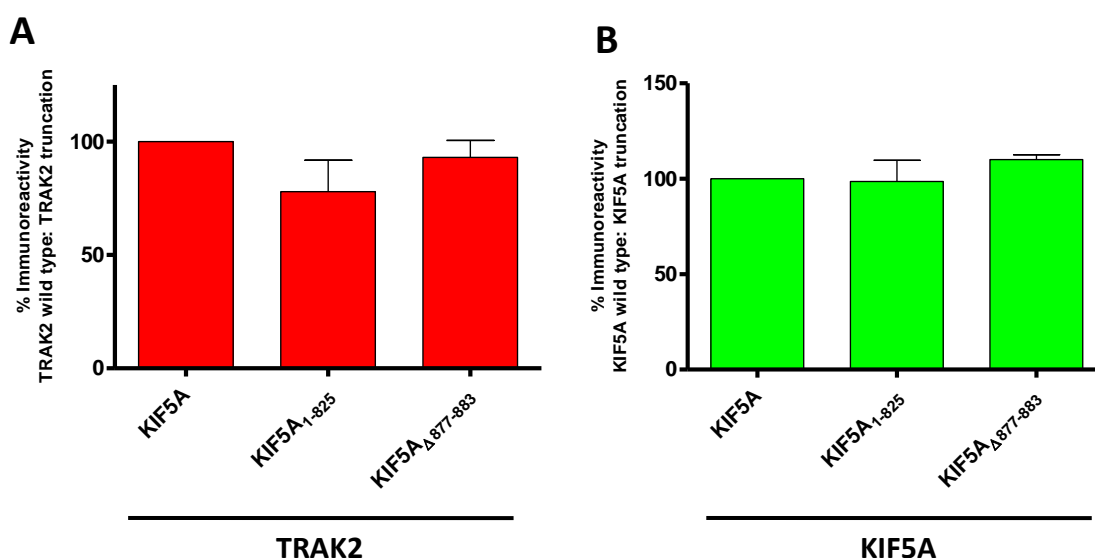 A
% Immunoreactivity
TRAK2 wild type: TRAK2 truncation
100
50
0
KIF5A
KIF5A1-825
KIF5AΔ877-883
TRAK2
B
% Immunoreactivity
KIF5A wild type: KIF5A truncation
150
100
50
0
KIF5A
KIF5A1-825
KIF5AΔ877-883
KIF5A